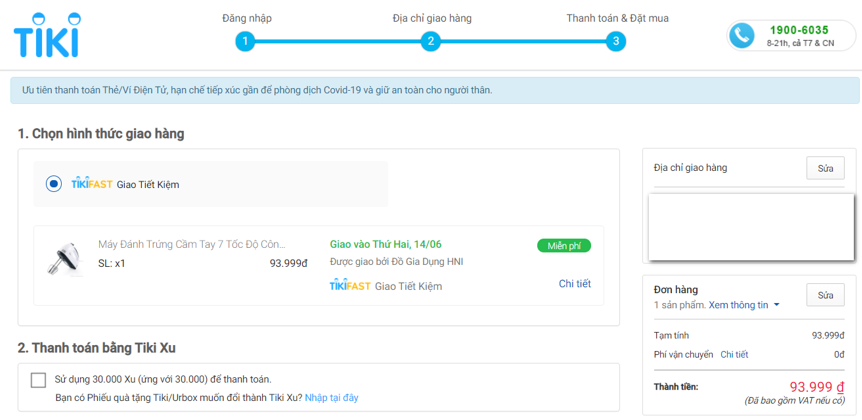 TiKi
Đăng nhập
Địa chỉ giao hàng
Thanh toán & Đặt mua
1
2
3
1900-6035
8-21h, cả T7 & CN
Ưu tiên thanh toán Thẻ/Ví Điện Tử, hạn chế tiếp xúc gần để phòng dịch Covid-19 và giữ an toàn cho người thân.
1. Chọn hình thức giao hàng
TIKIFAST Giao Tiết Kiệm
Máy Đánh Trứng Cầm Tay 7 Tốc Độ Côn...
SL: x1
93.999đ
Giao vào Thứ Hai, 14/06
Miễn phí
Được giao bởi Đồ Gia Dụng HNI
TIKIFAST Giao Tiết Kiệm
Chi tiết
2. Thanh toán bằng Tiki Xu
Sử dụng 30.000 Xu (ứng với 30.000) để thanh toán.
Bạn có Phiếu quà tặng Tiki/Urbox muốn đổi thành Tiki Xu? Nhập tại đây
Địa chỉ giao hàng
Sửa
Đơn hàng
1 sản phẩm. Xem thông tin
Sửa
Tạm tính
93.999đ
Phí vận chuyển Chi tiết
0đ
Thành tiền:
93.999 đ
(Đã bao gồm VAT nếu có)